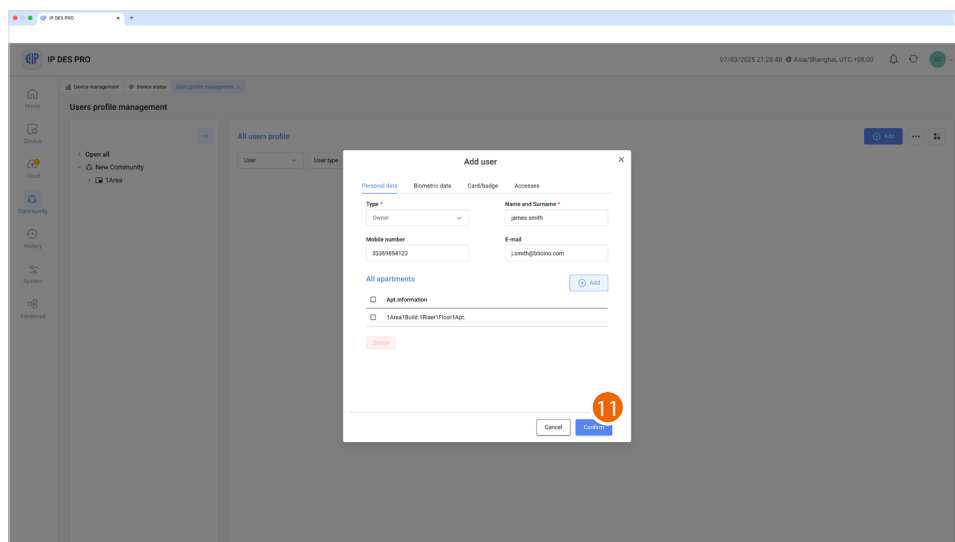 IP DES PRO
IP DES PRO
07/03/2025 21:28:40 Asia/Shanghai, UTC +08:00
Device management Device status Users profile management
Users profile management
Home
Device
Cloud
Community
History
System
Advanced
Open all
New Community
1Area
All users profile
Add
User User type
Add user
Personal data Biometric data Card/badge Accesses
Type * Name and Surname *
Owner james smith
Mobile number E-mail
33369854123 j.smith@bticino.com
All apartments Add
Apt.information
1Area1Build.1Riser1Floor1Apt.
Delete
11
Cancel Confirm